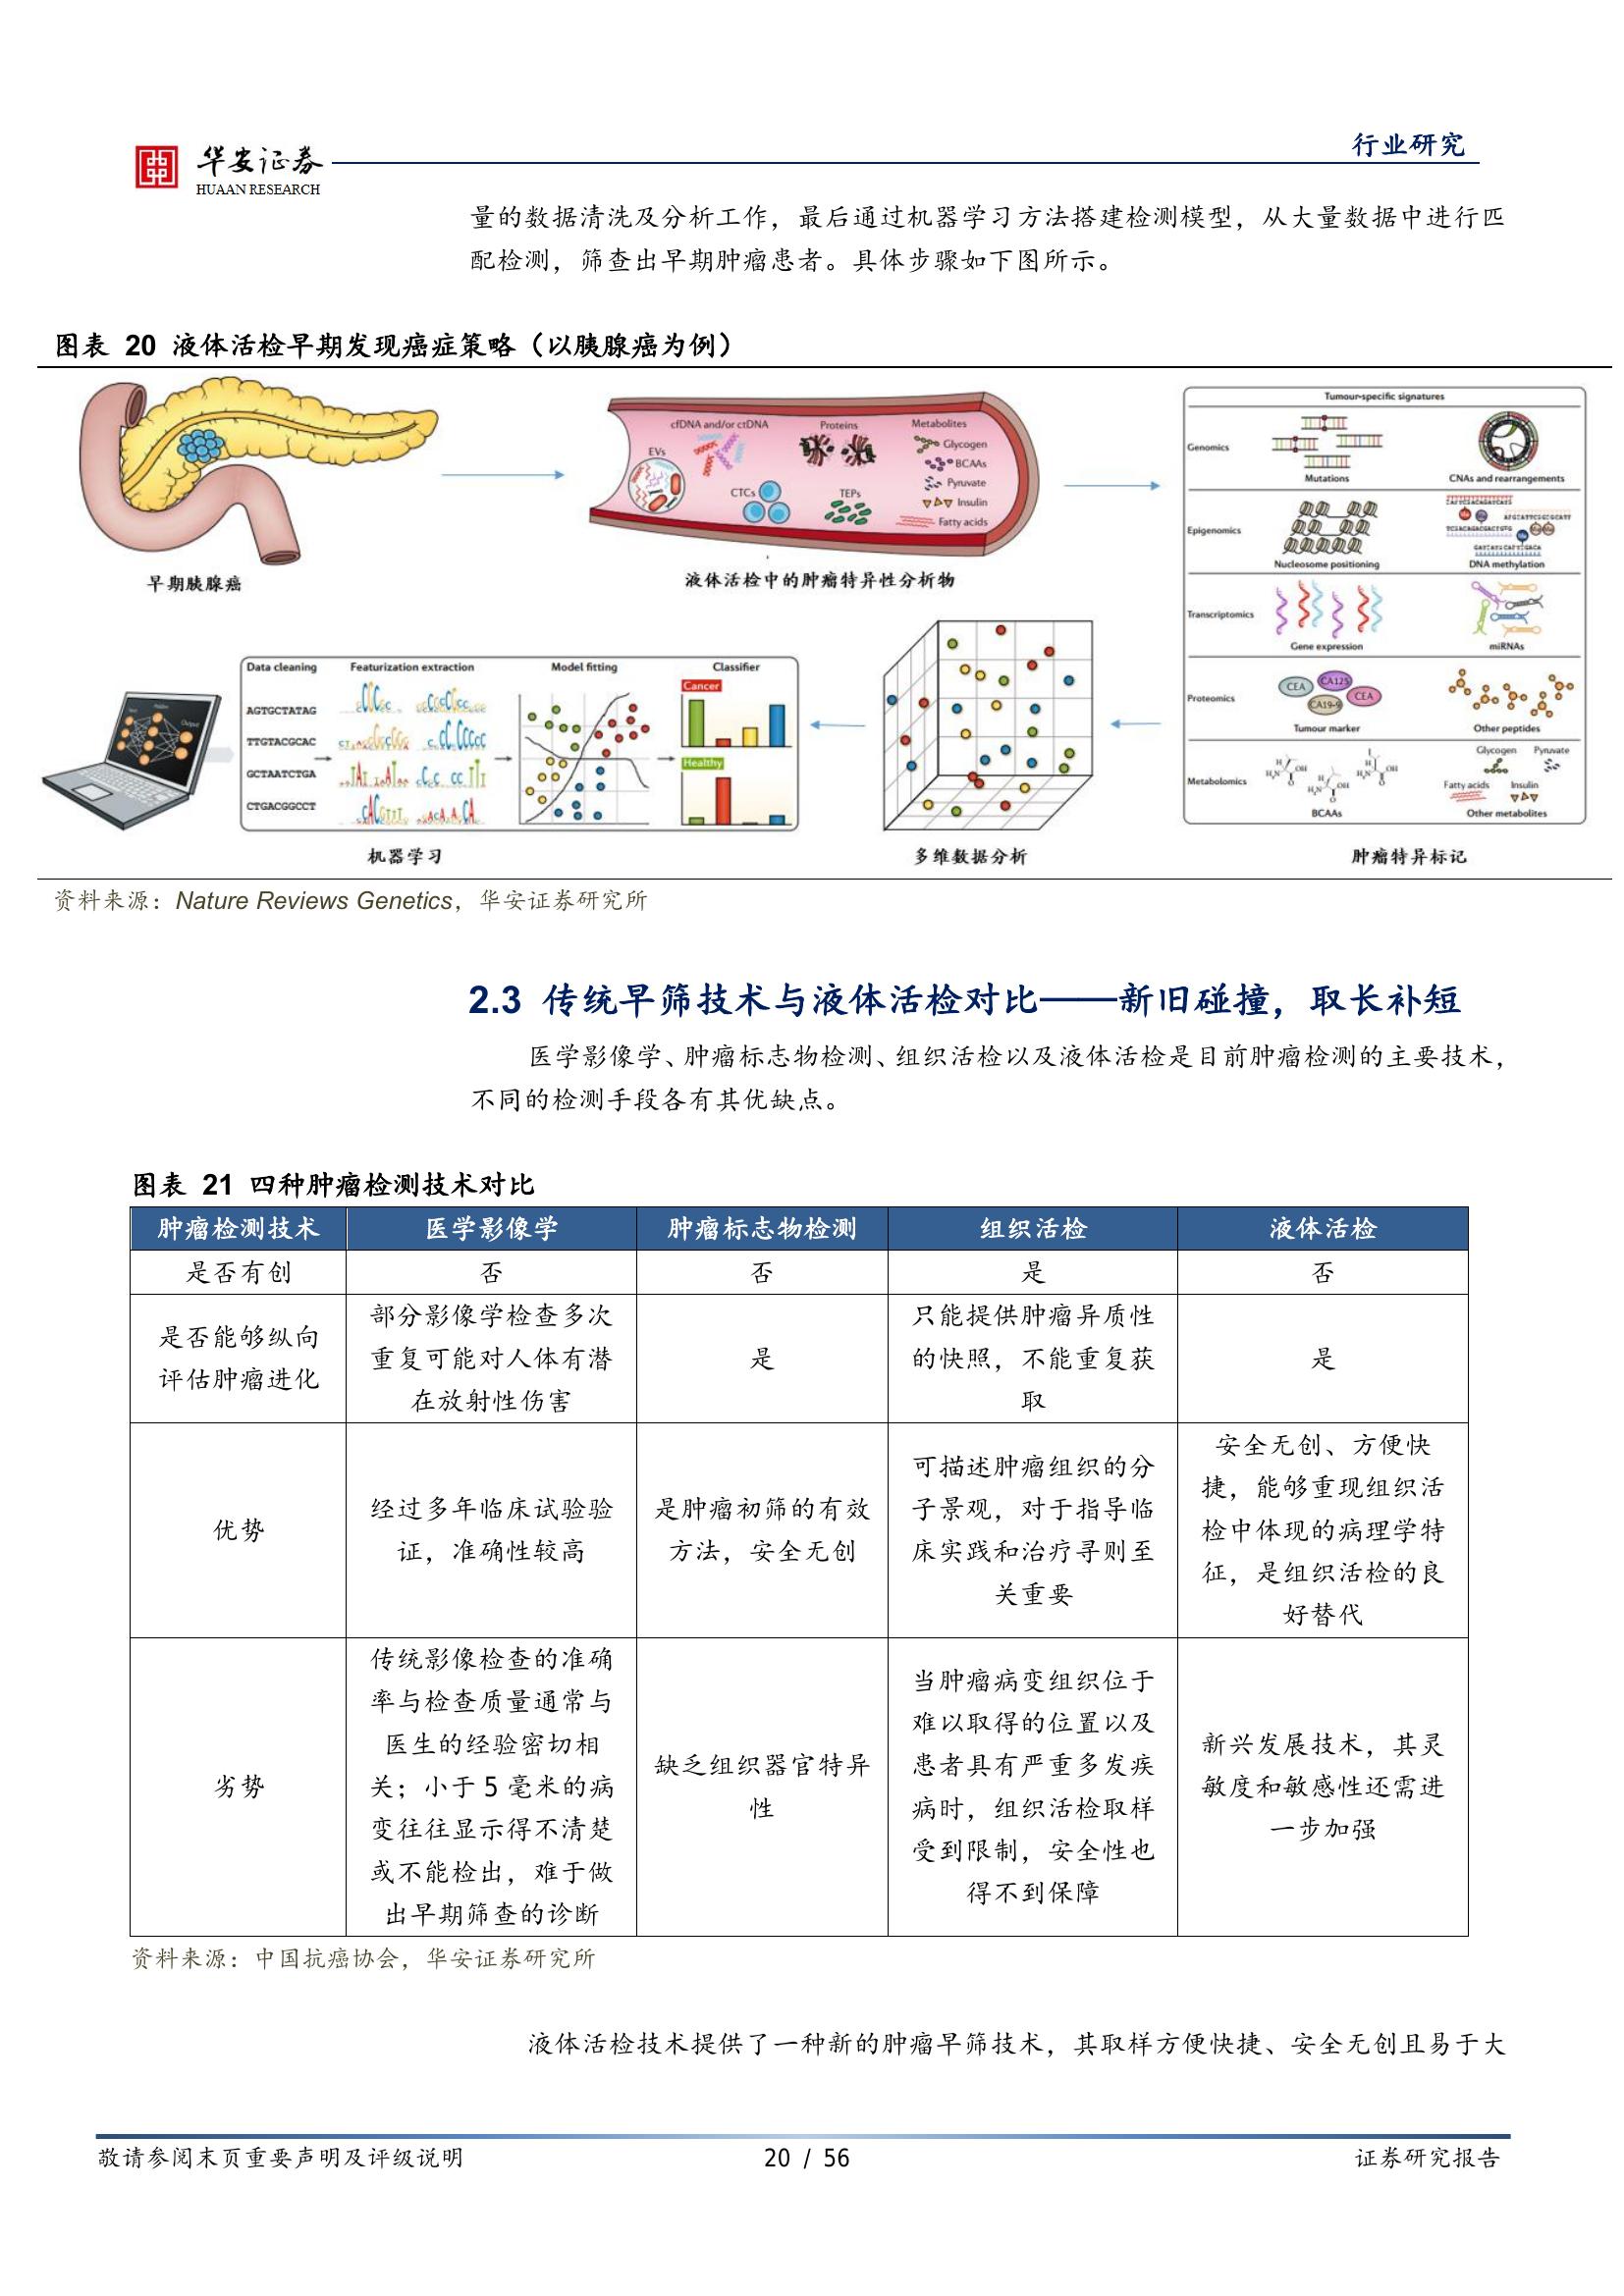 华安证券
HUAAN RESEARCH
行业研究
量的数据清洗及分析工作，最后通过机器学习方法搭建检测模型，从大量数据中进行匹
配检测，筛查出早期肿瘤患者。具体步骤如下图所示。
图表 20 液体活检早期发现癌症策略（以胰腺癌为例）
早期胰腺癌
cfDNA and/or ctDNA
Proteins
Metabolites
EVs
Glycogen
BCAAs
CTCs
TEPs
Pyruvate
Insulin
Fatty acids
液体活检中的肿瘤特异性分析物
Tumour-specific signatures
Genomics
Mutations
CNAs and rearrangements
Epigenomics
Nucleosome positioning
DNA methylation
Transcriptomics
Gene expression
miRNAs
Proteomics
CEA
CA125
CEA
CA19-9
Tumour marker
Other peptides
Metabolomics
BCAAs
Glycogen
Pyruvate
Fatty acids
Insulin
Other metabolites
肿瘤特异标记
多维数据分析
Data cleaning
Featurization extraction
Model fitting
Classifier
AGTGCTATAG
TTGTACGCAC
GCTAATCTGA
CTGACGGCCT
Cancer
Healthy
机器学习
资料来源：Nature Reviews Genetics，华安证券研究所
2.3 传统早筛技术与液体活检对比——新旧碰撞，取长补短
医学影像学、肿瘤标志物检测、组织活检以及液体活检是目前肿瘤检测的主要技术，
不同的检测手段各有其优缺点。
图表 21 四种肿瘤检测技术对比
肿瘤检测技术 医学影像学 肿瘤标志物检测 组织活检 液体活检
是否有创 否 否 是 否
是否能够纵向
评估肿瘤进化
部分影像学检查多次
重复可能对人体有潜
在放射性伤害
是
只能提供肿瘤异质性
的快照，不能重复获
取
是
优势
经过多年临床试验验
证，准确性较高
是肿瘤初筛的有效
方法，安全无创
可描述肿瘤组织的分
子景观，对于指导临
床实践和治疗寻则至
关重要
安全无创、方便快
捷，能够重现组织活
检中体现的病理学特
征，是组织活检的良
好替代
劣势
传统影像检查的准确
率与检查质量通常与
医生的经验密切相
关；小于 5 毫米的病
变往往显示得不清楚
或不能检出，难于做
出早期筛查的诊断
缺乏组织器官特异
性
当肿瘤病变组织位于
难以取得的位置以及
患者具有严重多发疾
病时，组织活检取样
受到限制，安全性也
得不到保障
新兴发展技术，其灵
敏度和敏感性还需进
一步加强
资料来源：中国抗癌协会，华安证券研究所
液体活检技术提供了一种新的肿瘤早筛技术，其取样方便快捷、安全无创且易于大
敬请参阅末页重要声明及评级说明
20 / 56
证券研究报告